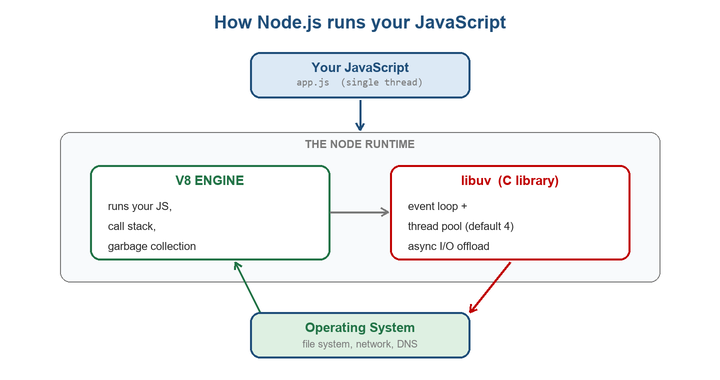 How Node.js runs your JavaScript
Your JavaScript
app.js (single thread)
THE NODE RUNTIME
V8 ENGINE
runs your JS,
call stack,
garbage collection
libuv (C library)
event loop +
thread pool (default 4)
async I/O offload
Operating System
file system, network, DNS